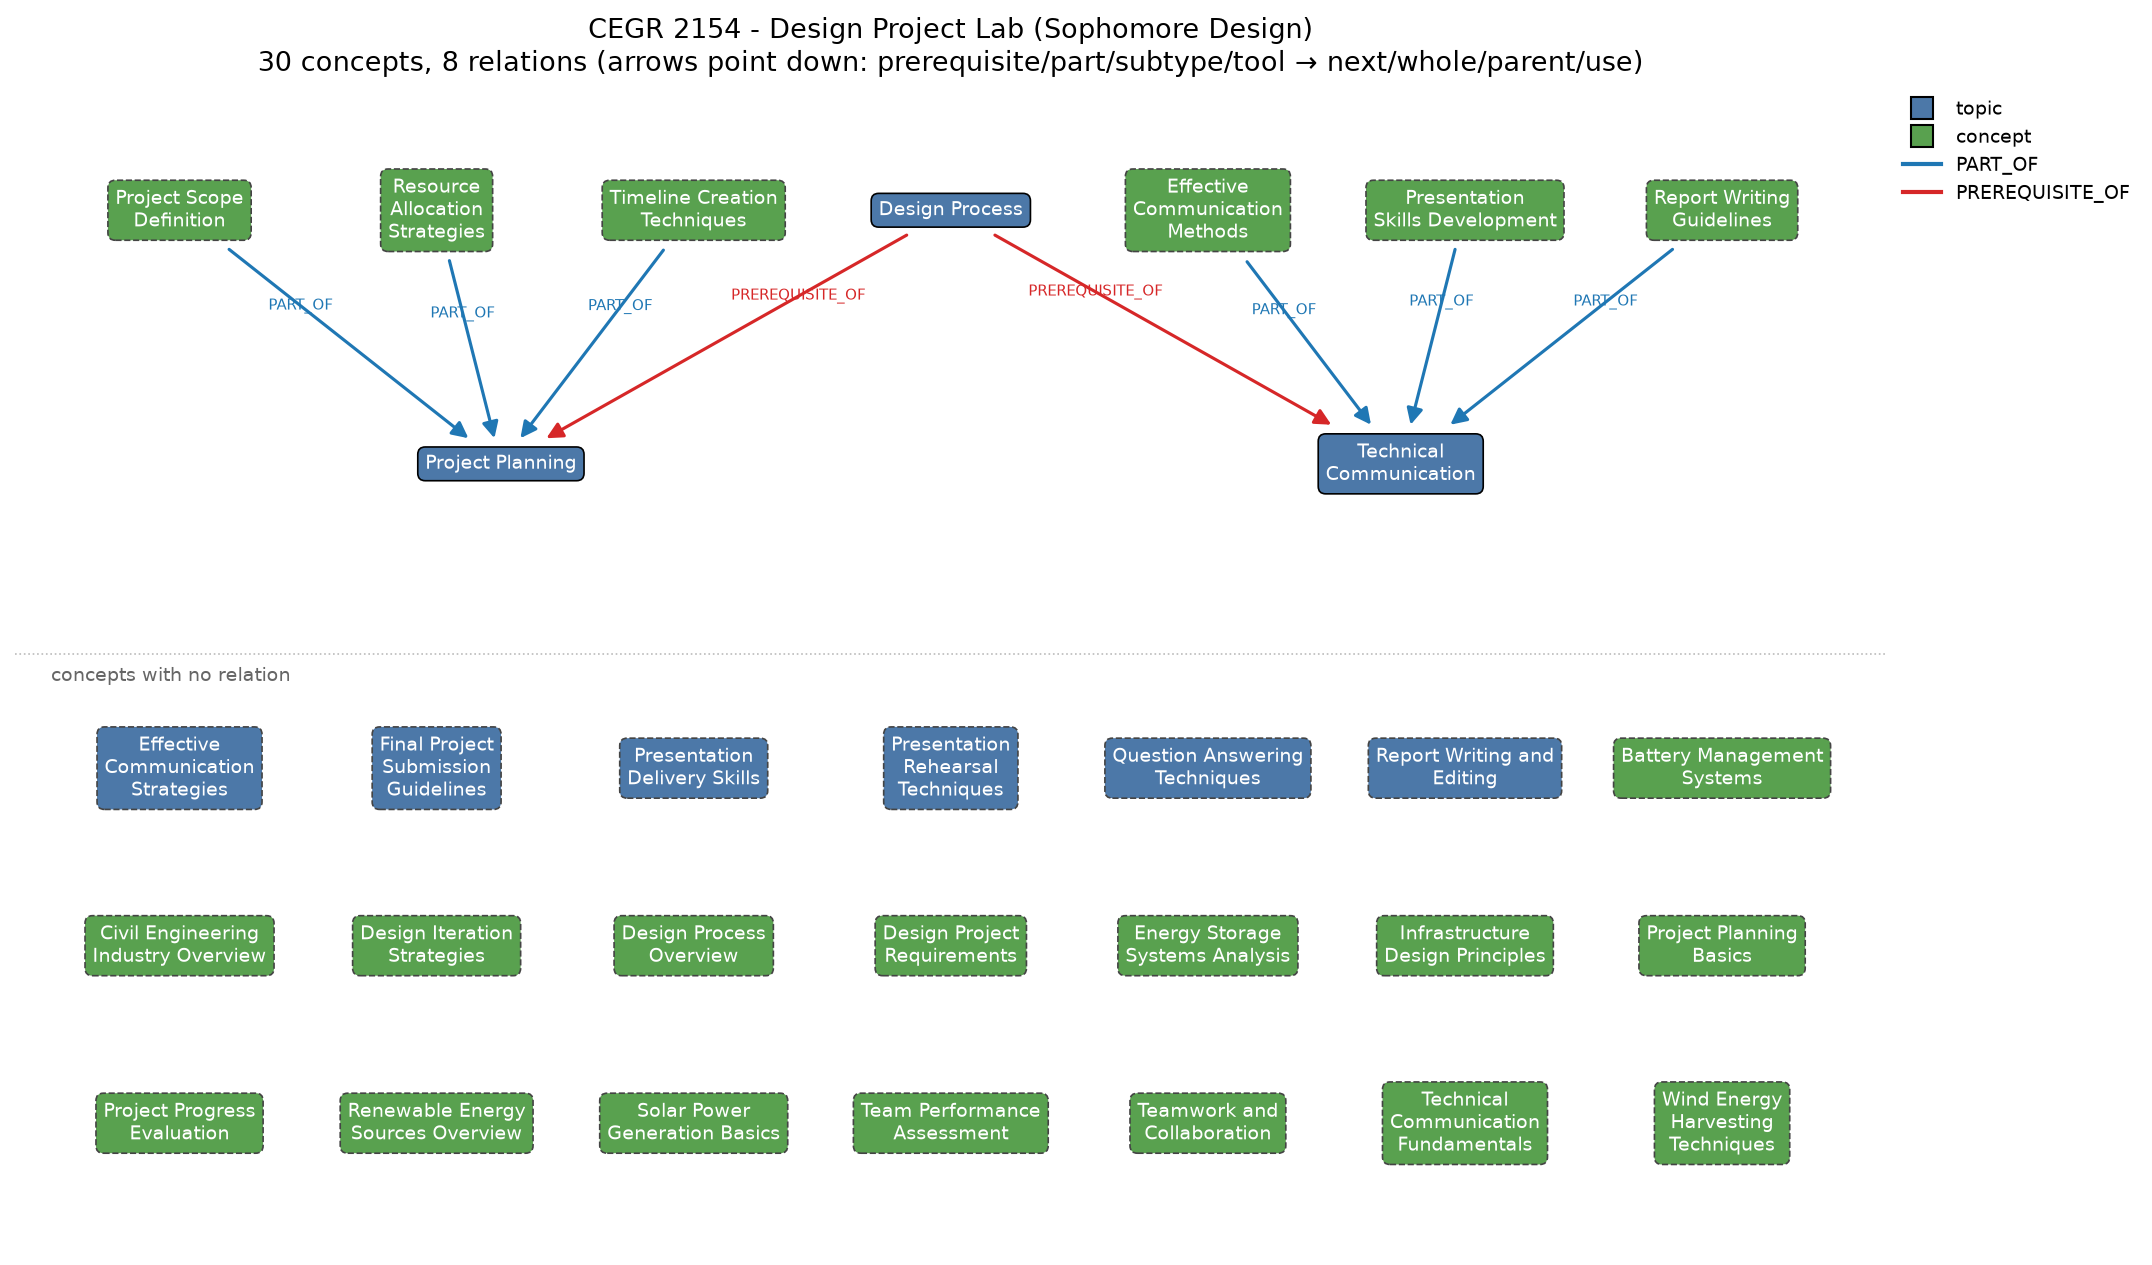 CEGR 2154 - Design Project Lab (Sophomore Design)
30 concepts, 8 relations (arrows point down: prerequisite/part/subtype/tool → next/whole/parent/use)
topic
concept
PART_OF
PREREQUISITE_OF
Project Scope
Definition
Resource
Allocation
Strategies
Timeline Creation
Techniques
Design Process
Effective
Communication
Methods
Presentation
Skills Development
Report Writing
Guidelines
PART_OF
PART_OF
PART_OF
PREREQUISITE_OF
PREREQUISITE_OF
PART_OF
PART_OF
PART_OF
Project Planning
Technical
Communication
concepts with no relation
Effective
Communication
Strategies
Final Project
Submission
Guidelines
Presentation
Delivery Skills
Presentation
Rehearsal
Techniques
Question Answering
Techniques
Report Writing and
Editing
Battery Management
Systems
Civil Engineering
Industry Overview
Design Iteration
Strategies
Design Process
Overview
Design Project
Requirements
Energy Storage
Systems Analysis
Infrastructure
Design Principles
Project Planning
Basics
Project Progress
Evaluation
Renewable Energy
Sources Overview
Solar Power
Generation Basics
Team Performance
Assessment
Teamwork and
Collaboration
Technical
Communication
Fundamentals
Wind Energy
Harvesting
Techniques